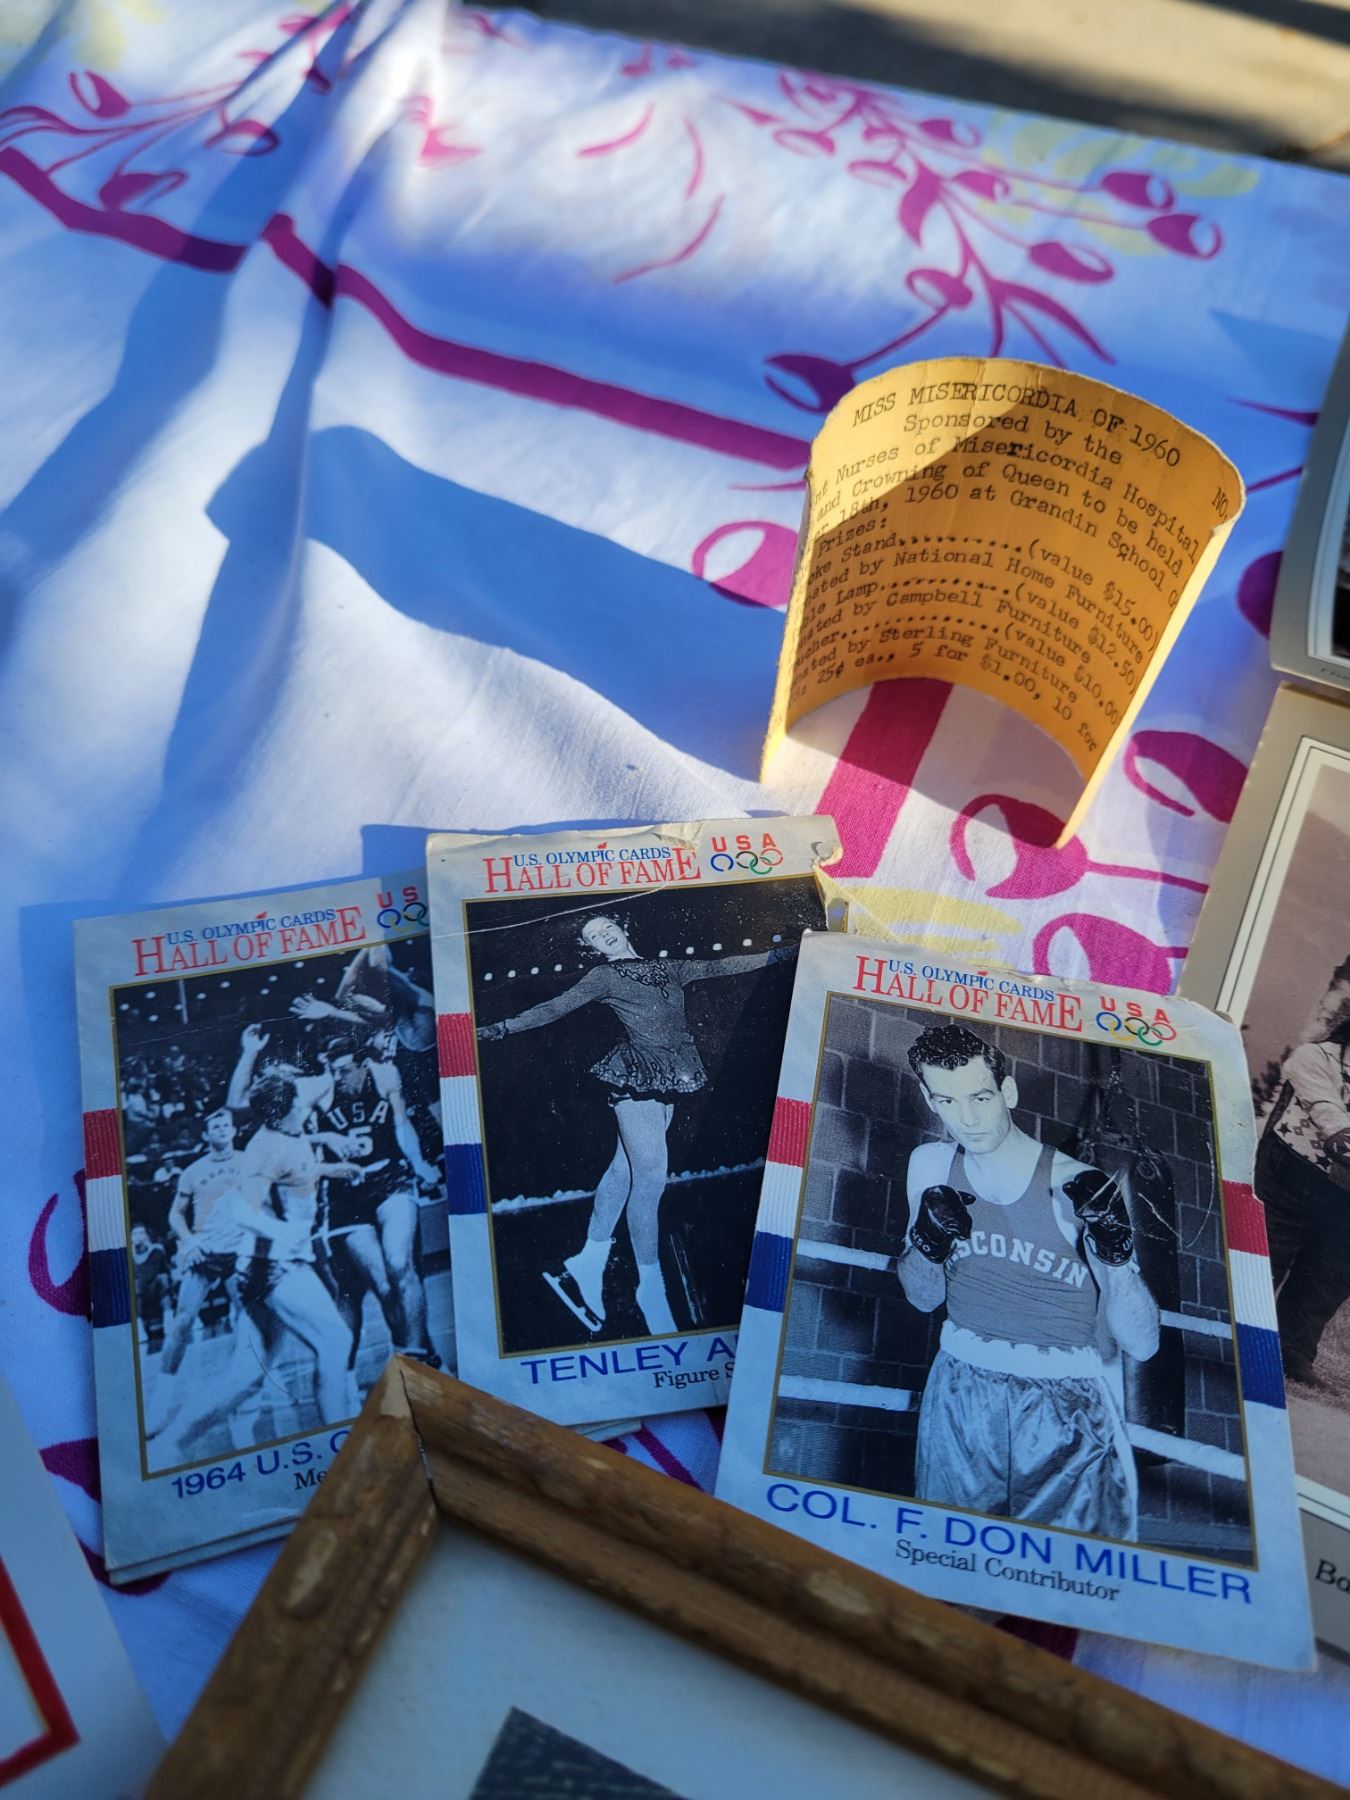 MISS MISERICORDIA OF 1960 NO.
Sponsored by the
Nurses of Misericordia Hospital
and Crowning of Queen to be held
18th, 1960 at Grandin School
Prizes:
Stand..........(value $15.00)
by National Home Furniture
Lamp..........(value $12.50)
by Campbell Furniture
..............(value $10.00
by Sterling Furniture
25¢ ea., 5 for $1.00, 10 for
U.S. OLYMPIC CARDS
HALL OF FAME
USA
USA
5
1964 U.S.
U.S. OLYMPIC CARDS
HALL OF FAME
USA
TENLEY
Figure
U.S. OLYMPIC CARDS
HALL OF FAME
USA
WISCONSIN
COL. F. DON MILLER
Special Contributor